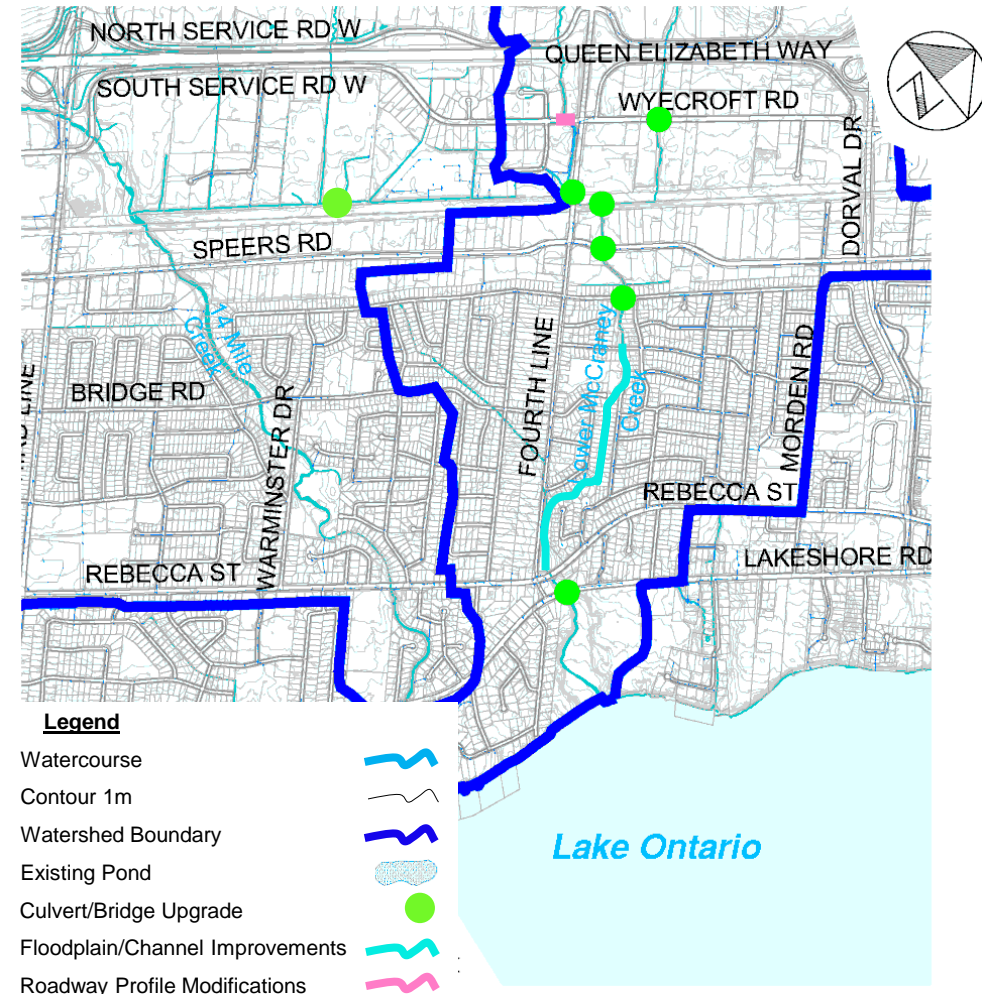 NORTH SERVICE RD W
QUEEN ELIZABETH WAY
SOUTH SERVICE RD W
WYECROFT RD
DORVAL DR
SPEERS RD
14 Mile
Creek
Lower McCraney
Creek
FOURTH LINE
MORDEN RD
BRIDGE RD
LINE
WARMINSTER DR
REBECCA ST
LAKESHORE RD
REBECCA ST
Legend
Watercourse
Contour 1m
Watershed Boundary
Existing Pond
Culvert/Bridge Upgrade
Floodplain/Channel Improvements
Roadway Profile Modifications
Lake Ontario